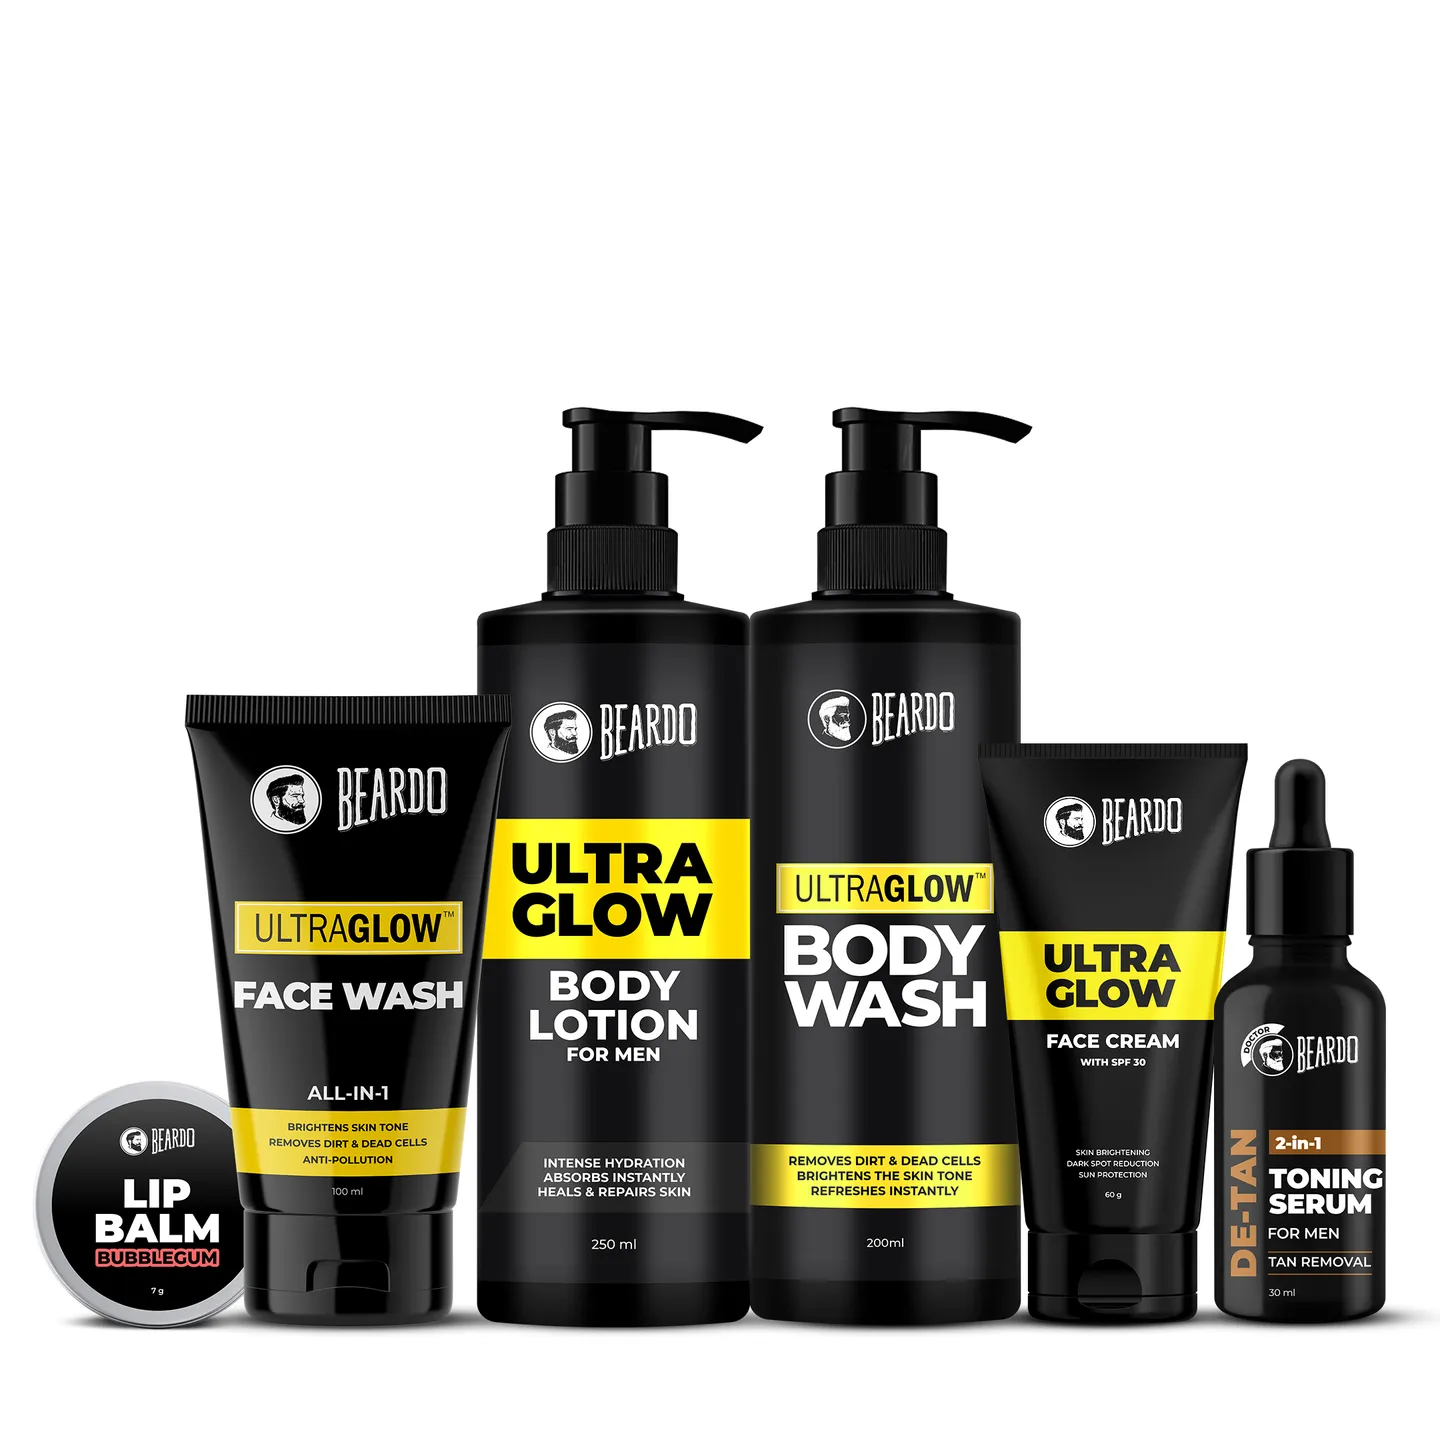 BEARDO
LIP
BALM
BUBBLEGUM
7 g
BEARDO
ULTRAGLOW™
FACE WASH
ALL-IN-1
BRIGHTENS SKIN TONE
REMOVES DIRT & DEAD CELLS
ANTI-POLLUTION
100 ml
BEARDO
ULTRA
GLOW
BODY
LOTION
FOR MEN
INTENSE HYDRATION
ABSORBS INSTANTLY
HEALS & REPAIRS SKIN
250 ml
BEARDO
ULTRAGLOW™
BODY
WASH
REMOVES DIRT & DEAD CELLS
BRIGHTENS THE SKIN TONE
REFRESHES INSTANTLY
200ml
BEARDO
ULTRA
GLOW
FACE CREAM
WITH SPF 30
SKIN BRIGHTENING
DARK SPOT REDUCTION
SUN PROTECTION
60 g
DOCTOR
BEARDO
DE-TAN
2-in-1
TONING
SERUM
FOR MEN
TAN REMOVAL
30 ml